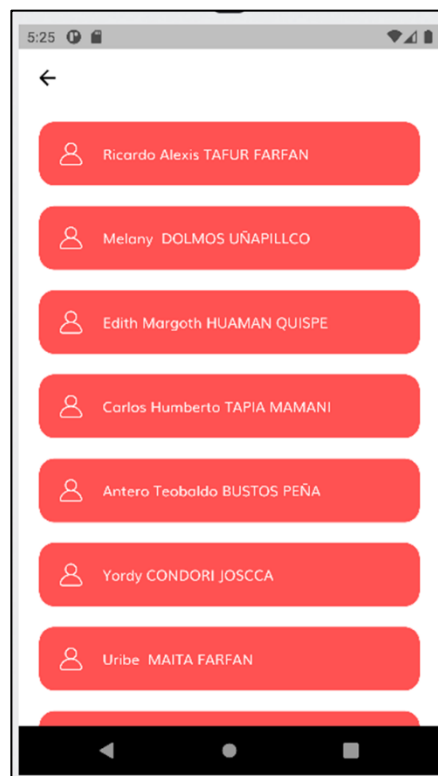 5:25
Ricardo Alexis TAFUR FARFAN
Melany  DOLMOS UÑAPILLCO
Edith Margoth HUAMAN QUISPE
Carlos Humberto TAPIA MAMANI
Antero Teobaldo BUSTOS PEÑA
Yordy CONDORI JOSCCA
Uribe  MAITA FARFAN